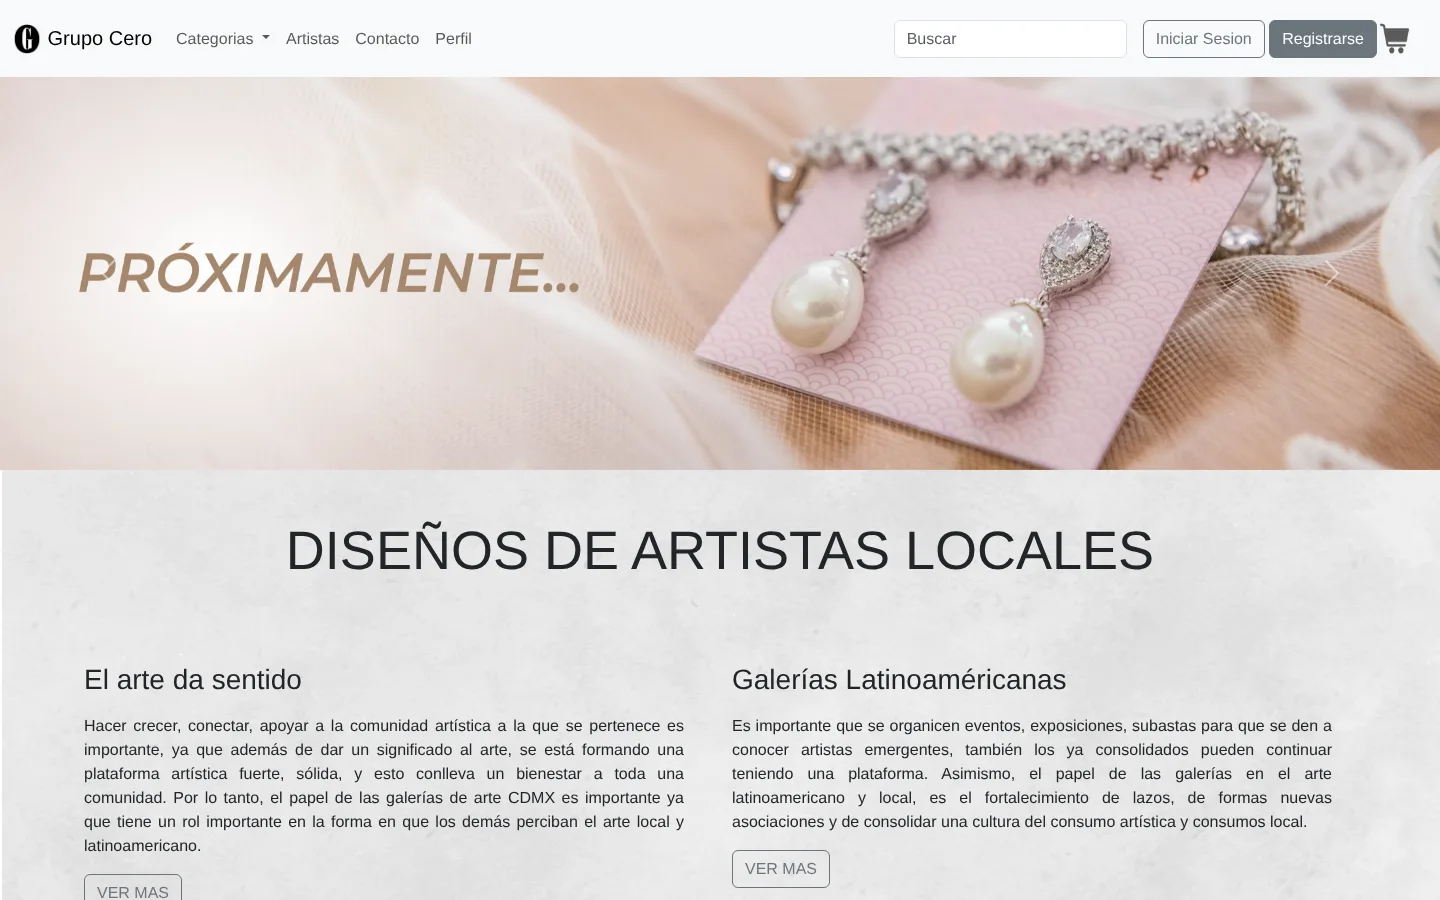 Grupo Cero
Categorias
Artistas
Contacto
Perfil
Buscar
Iniciar Sesion
Registrarse
PRÓXIMAMENTE...
DISEÑOS DE ARTISTAS LOCALES
El arte da sentido
Hacer crecer, conectar, apoyar a la comunidad artística a la que se pertenece es
importante, ya que además de dar un significado al arte, se está formando una
plataforma artística fuerte, sólida, y esto conlleva un bienestar a toda una
comunidad. Por lo tanto, el papel de las galerías de arte CDMX es importante ya
que tiene un rol importante en la forma en que los demás perciban el arte local y
latinoamericano.
VER MAS
Galerías Latinoaméricanas
Es importante que se organicen eventos, exposiciones, subastas para que se den a
conocer artistas emergentes, también los ya consolidados pueden continuar
teniendo una plataforma. Asimismo, el papel de las galerías en el arte
latinoamericano y local, es el fortalecimiento de lazos, de formas nuevas
asociaciones y de consolidar una cultura del consumo artística y consumos local.
VER MAS